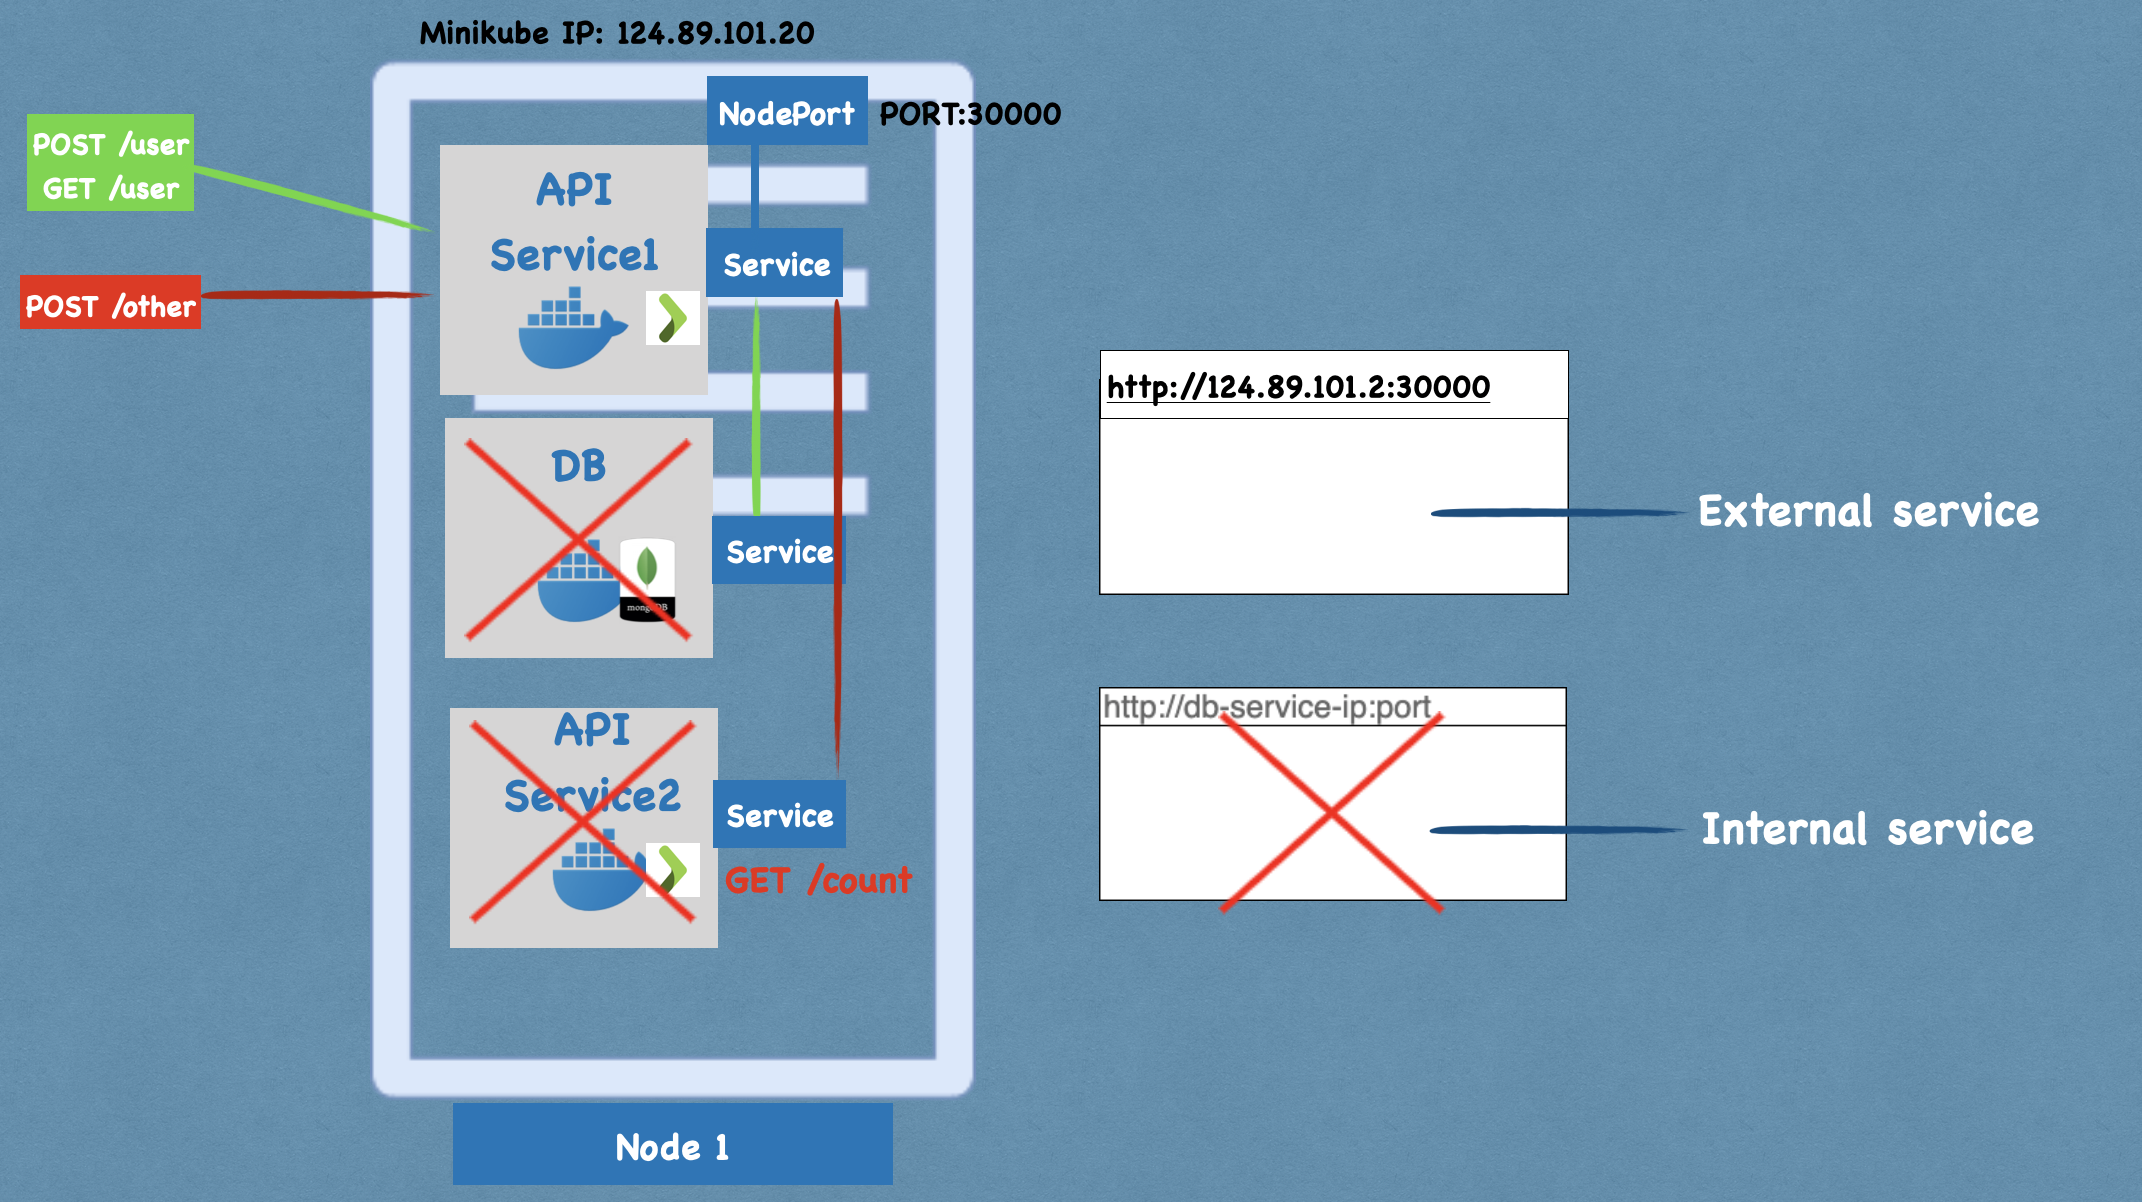 Minikube IP: 124.89.101.20
NodePort
PORT:30000
POST /user
GET /user
API
Service1
Service
POST /other
http://124.89.101.2:30000
DB
mongoDB
Service
External service
http://db-service-ip:port
API
Service2
Service
GET /count
Internal service
Node 1